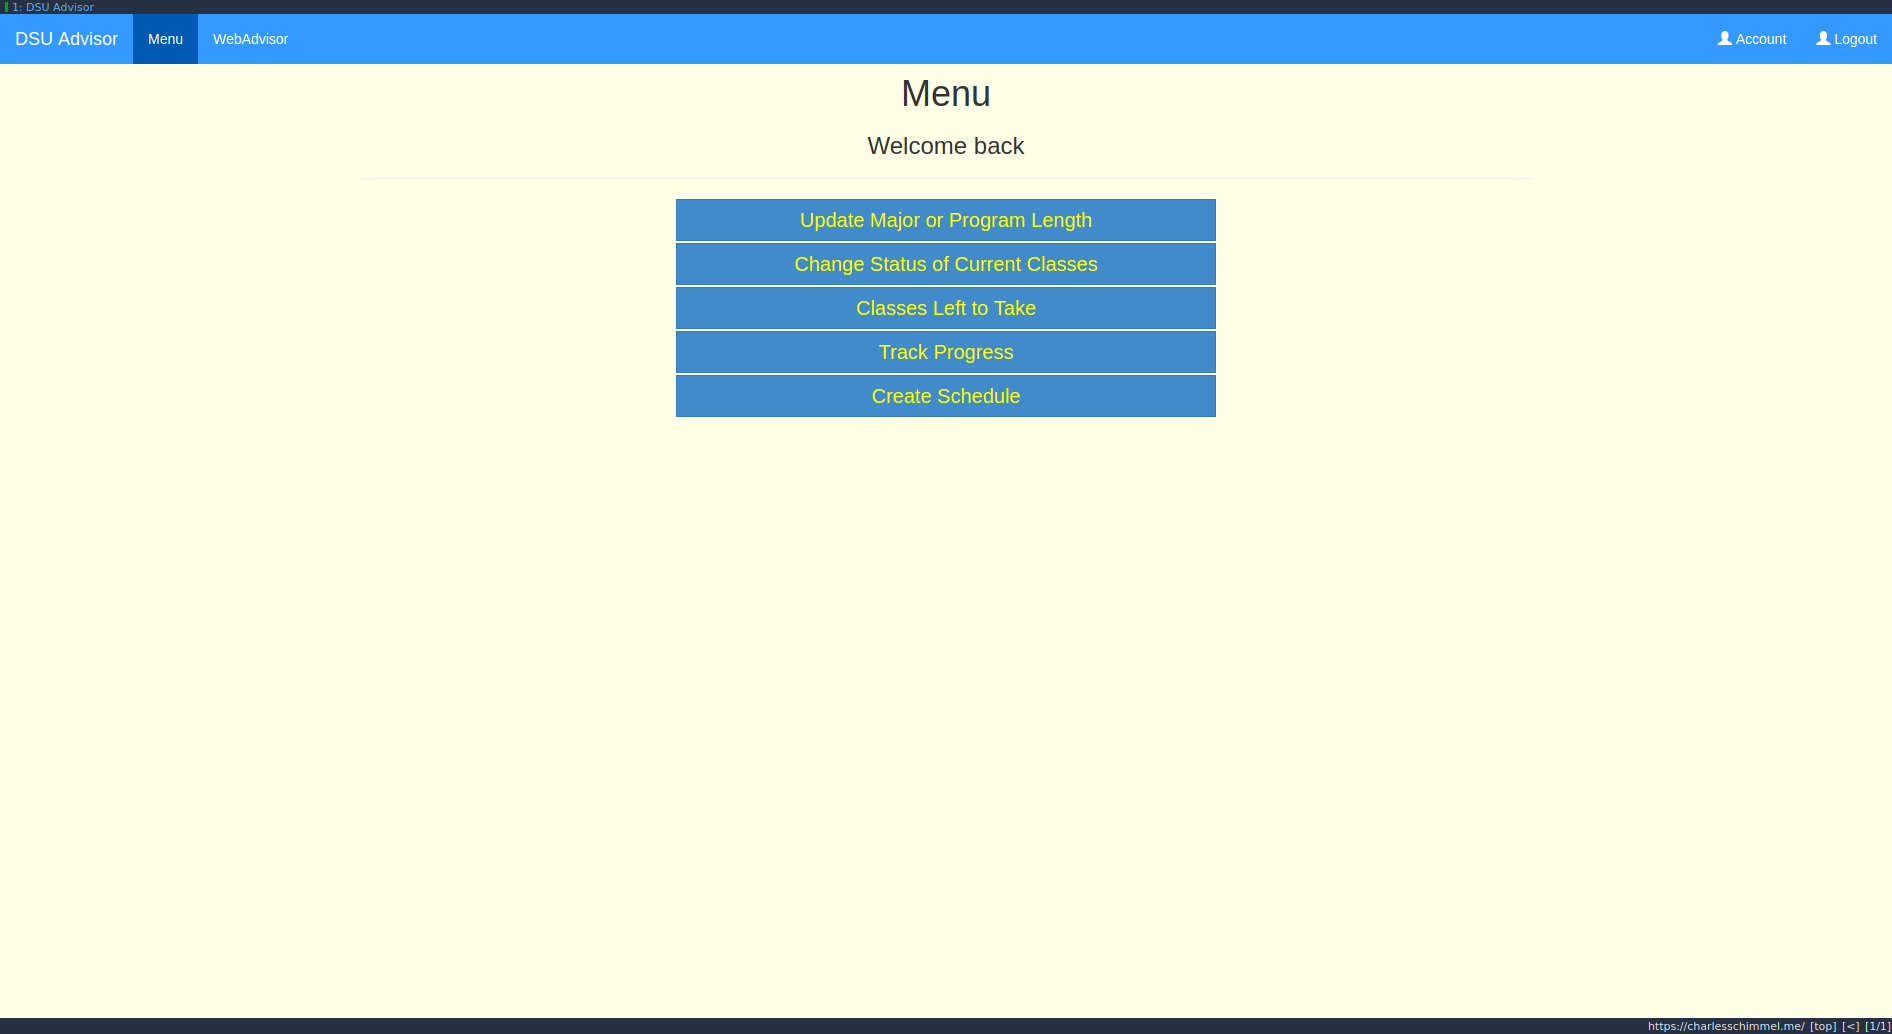 1: DSU Advisor
DSU Advisor Menu WebAdvisor Account Logout
Menu
Welcome back
Update Major or Program Length
Change Status of Current Classes
Classes Left to Take
Track Progress
Create Schedule
https://charlesschimmel.me/ [top] [<] [1/1]